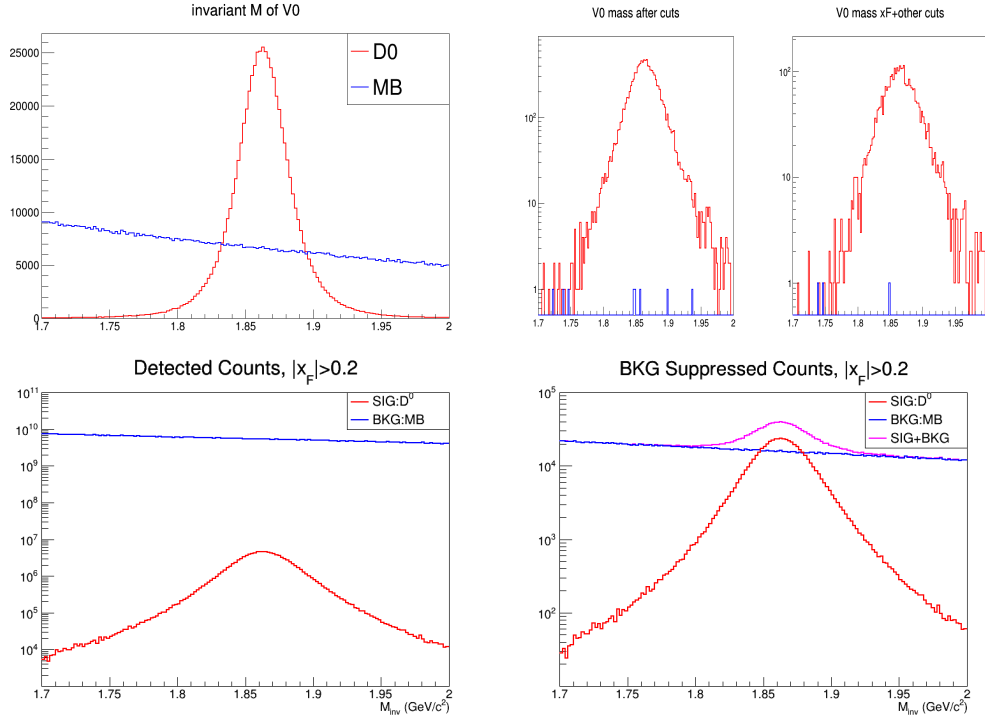 invariant M of V0
25000
20000
15000
10000
5000
0
1.7 1.8 1.9 2
D0
MB
V0 mass after cuts
10²
10
1
1.7 1.75 1.8 1.85 1.9 1.95 2
V0 mass xF+other cuts
10²
10
1
1.7 1.75 1.8 1.85 1.9 1.95
Detected Counts, |x_F|>0.2
10¹¹
10¹⁰
10⁹
10⁸
10⁷
10⁶
10⁵
10⁴
1.7 1.75 1.8 1.85 1.9 1.95 2
M_inv (GeV/c²)
SIG:D⁰
BKG:MB
BKG Suppressed Counts, |x_F|>0.2
10⁵
10⁴
10³
10²
1.7 1.75 1.8 1.85 1.9 1.95 2
M_inv (GeV/c²)
SIG:D⁰
BKG:MB
SIG+BKG